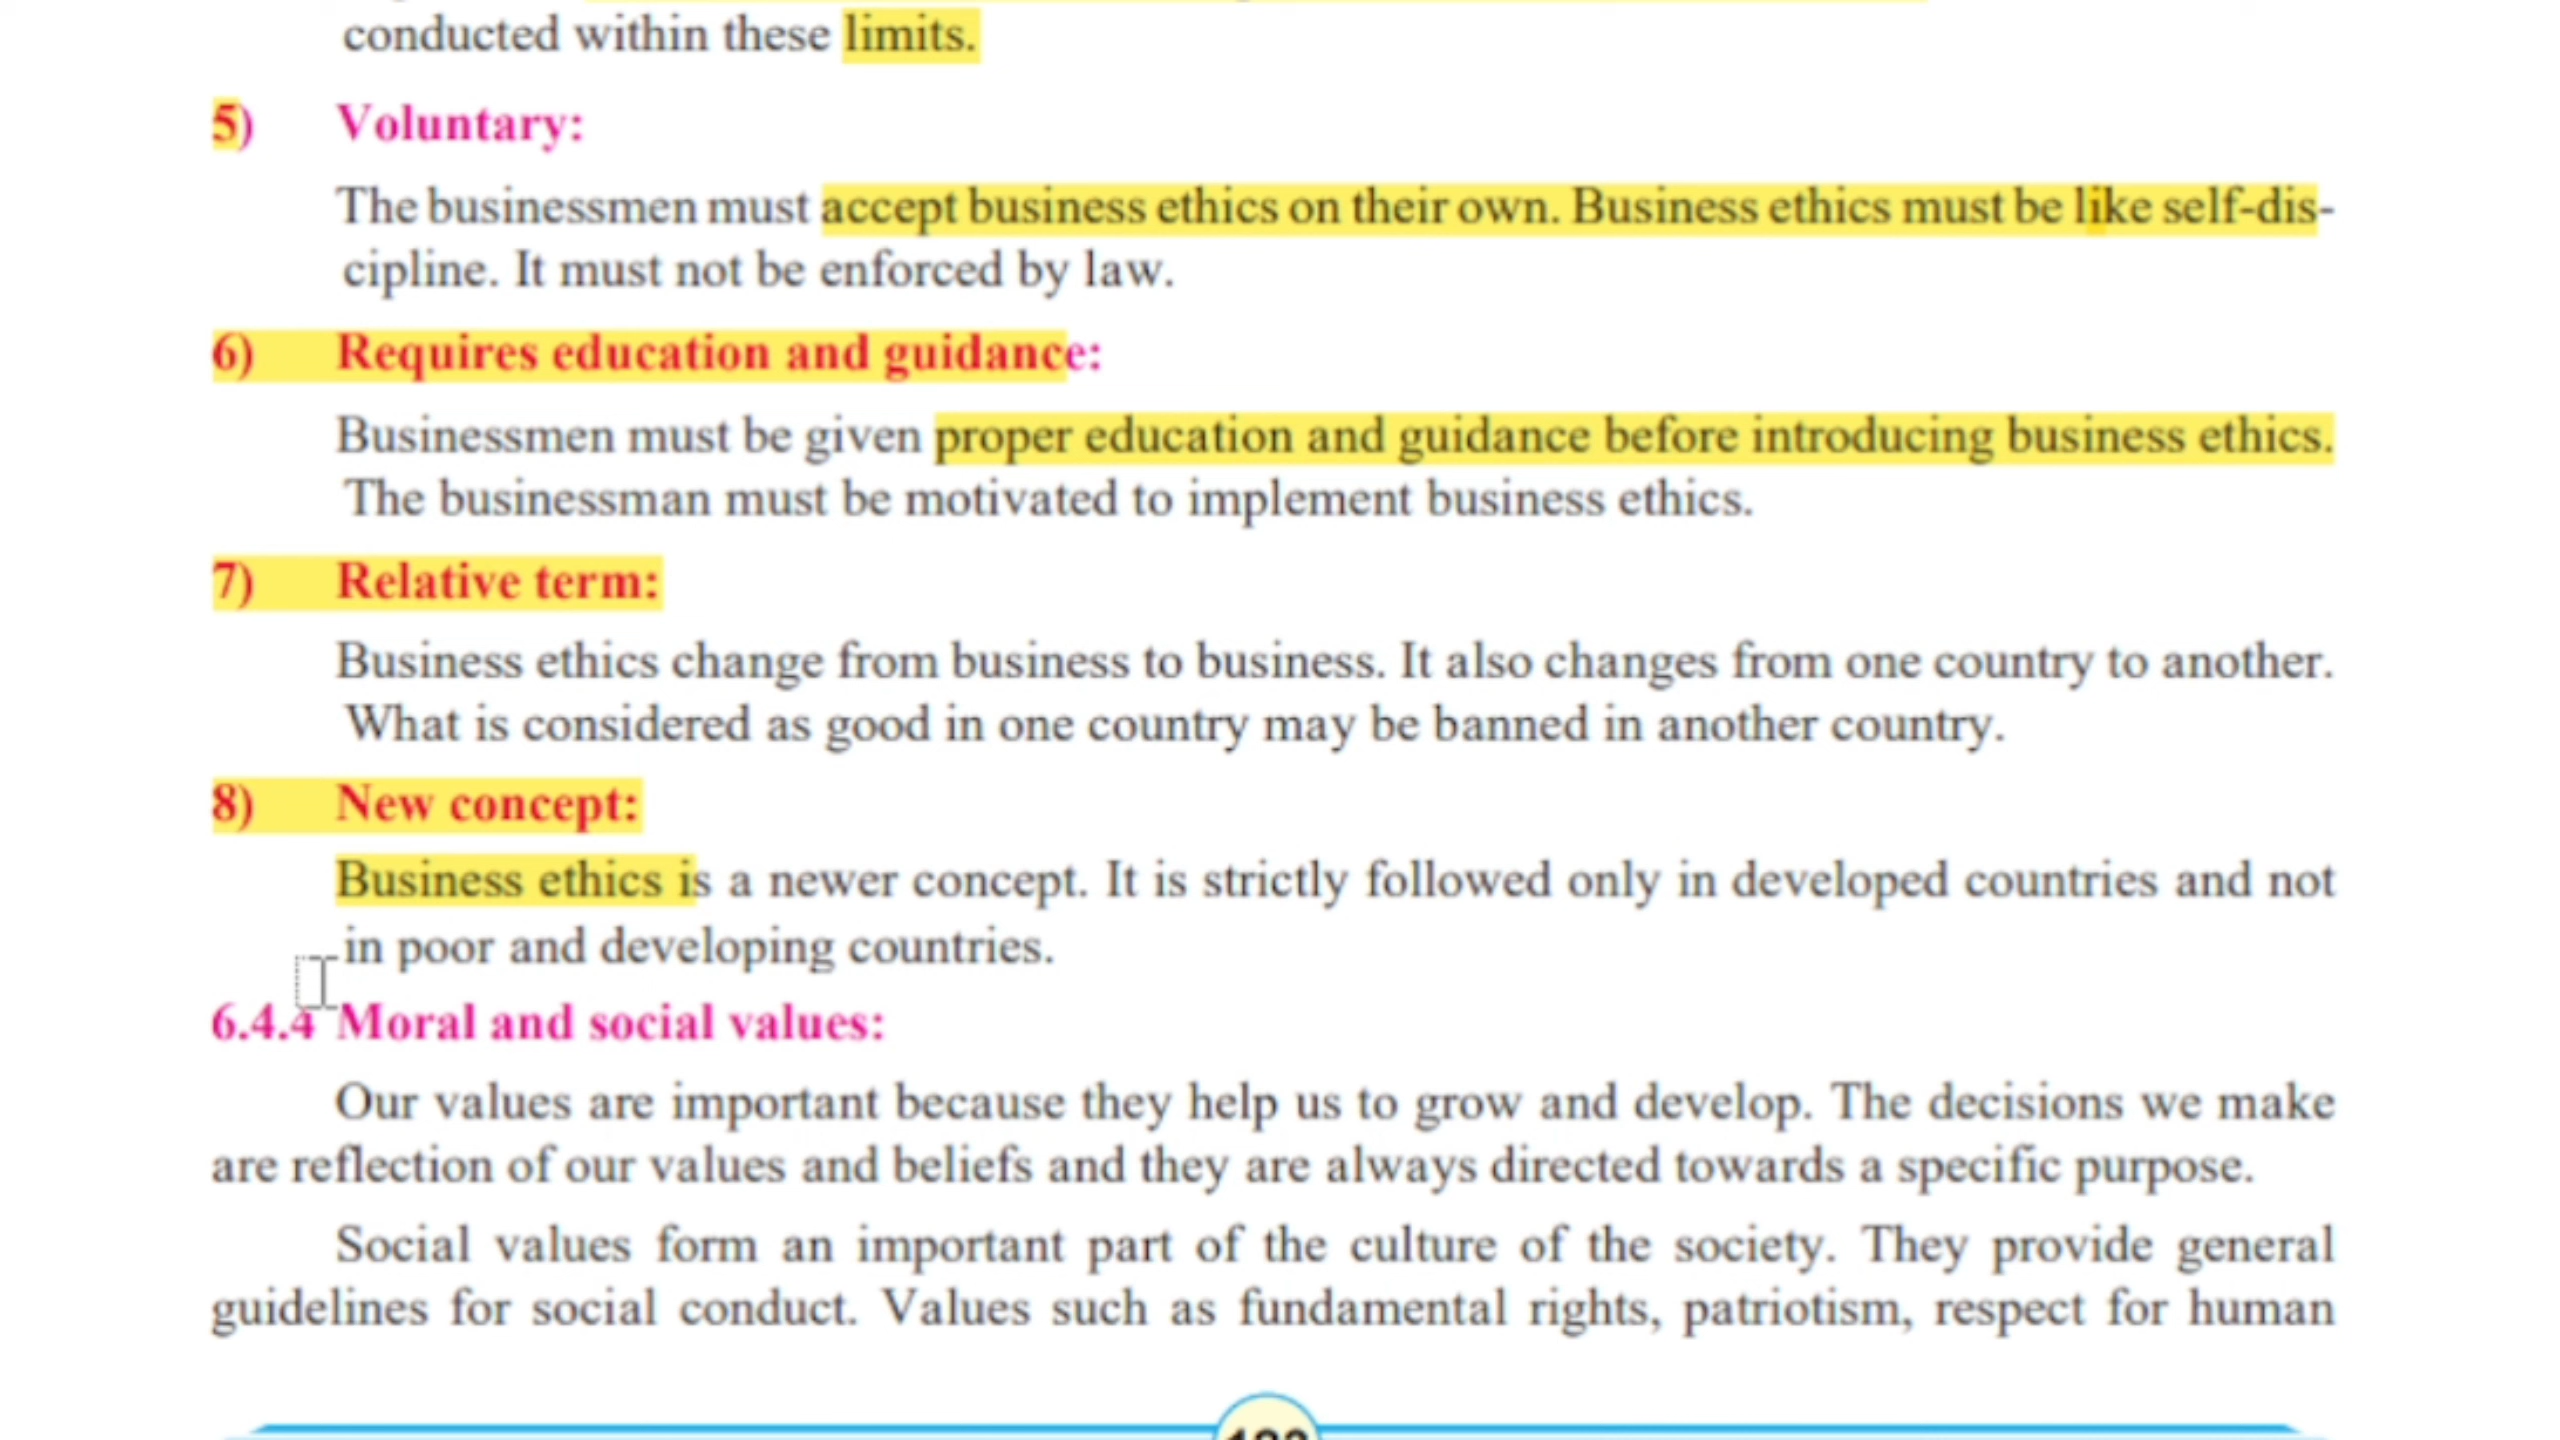 conducted within these limits.
5) Voluntary:
The businessmen must accept business ethics on their own. Business ethics must be like self-dis-
cipline. It must not be enforced by law.
6) Requires education and guidance:
Businessmen must be given proper education and guidance before introducing business ethics.
The businessman must be motivated to implement business ethics.
7) Relative term:
Business ethics change from business to business. It also changes from one country to another.
What is considered as good in one country may be banned in another country.
8) New concept:
Business ethics is a newer concept. It is strictly followed only in developed countries and not
in poor and developing countries.
6.4.4 Moral and social values:
Our values are important because they help us to grow and develop. The decisions we make
are reflection of our values and beliefs and they are always directed towards a specific purpose.
Social values form an important part of the culture of the society. They provide general
guidelines for social conduct. Values such as fundamental rights, patriotism, respect for human